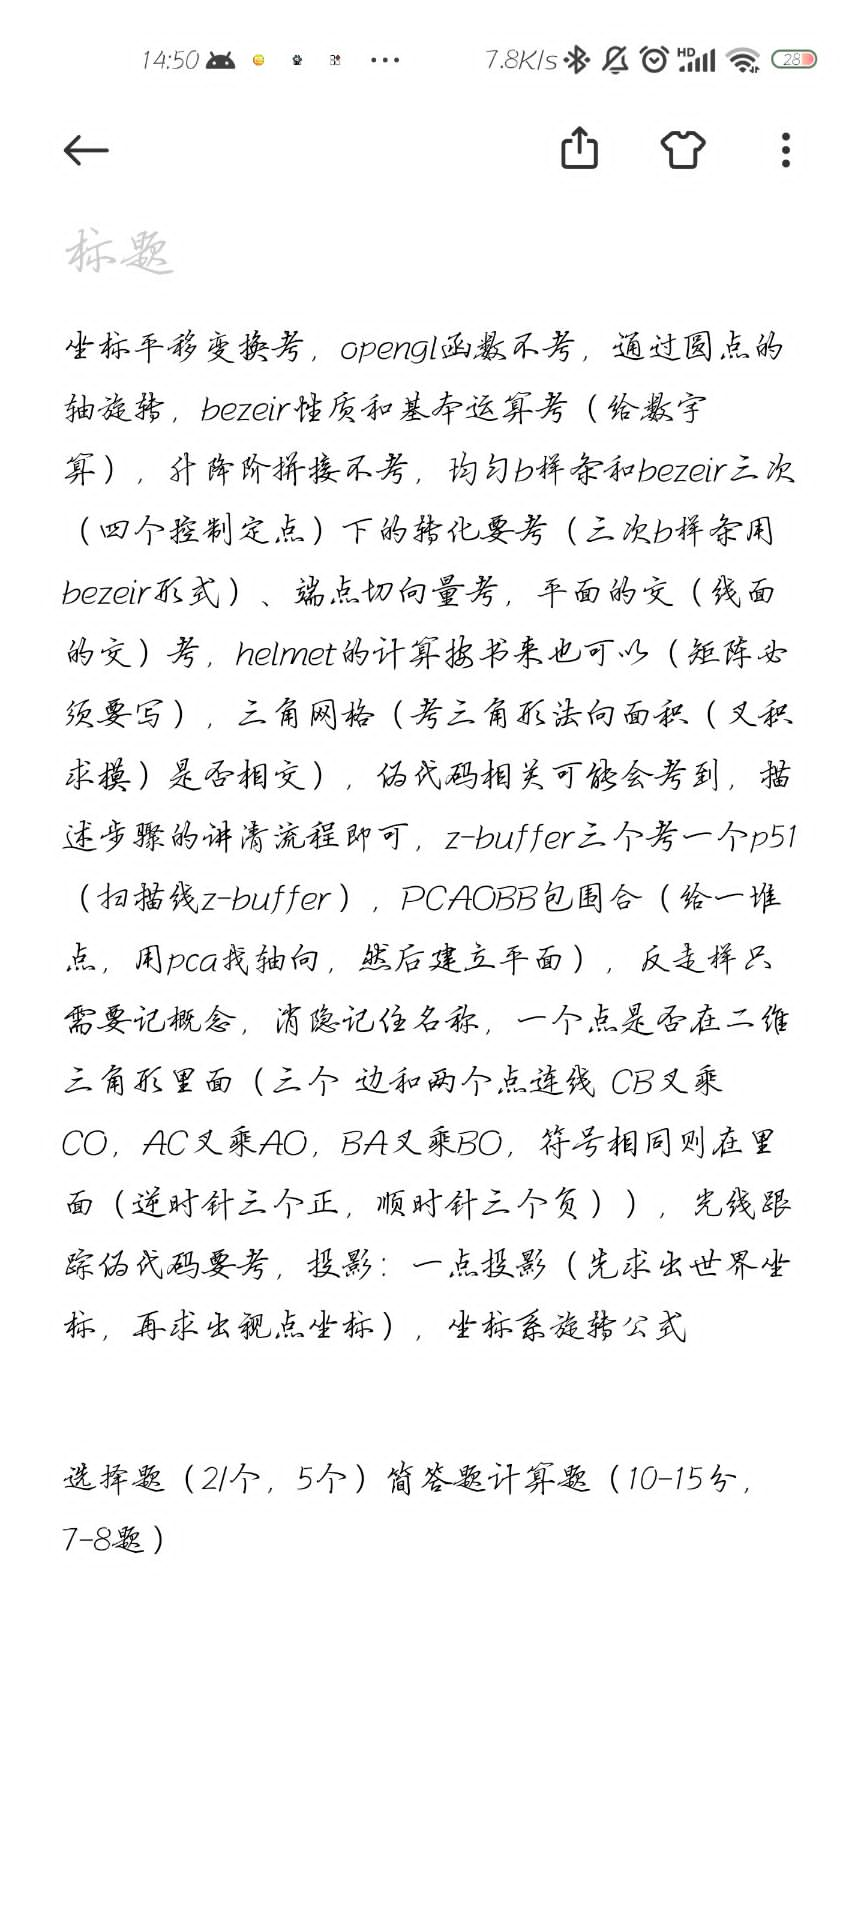 14:50 7.8K/s HD 28
标题
坐标平移变换考，opengl函数不考，通过圆点的
轴旋转，bezeir性质和基本运算考（给数字
算），升降阶拼接不考，均匀b样条和bezeir三次
（四个控制定点）下的转化要考（三次b样条用
bezeir形式）、端点切向量考，平面的交（线面
的交）考，helmet的计算按书来也可以（矩阵必
须要写），三角网格（考三角形法向面积（叉积
求模）是否相交），伪代码相关可能会考到，描
述步骤的讲清流程即可，z-buffer三个考一个p51
（扫描线z-buffer），PCAOBB包围合（给一堆
点，用pca找轴向，然后建立平面），反走样只
需要记概念，消隐记住名称，一个点是否在二维
三角形里面（三个 边和两个点连线 CB叉乘
CO，AC叉乘AO，BA叉乘BO，符号相同则在里
面（逆时针三个正，顺时针三个负）），光线跟
踪伪代码要考，投影：一点投影（先求出世界坐
标，再求出视点坐标），坐标系旋转公式
选择题（2/个，5个）简答题计算题（10-15分，
7-8题）